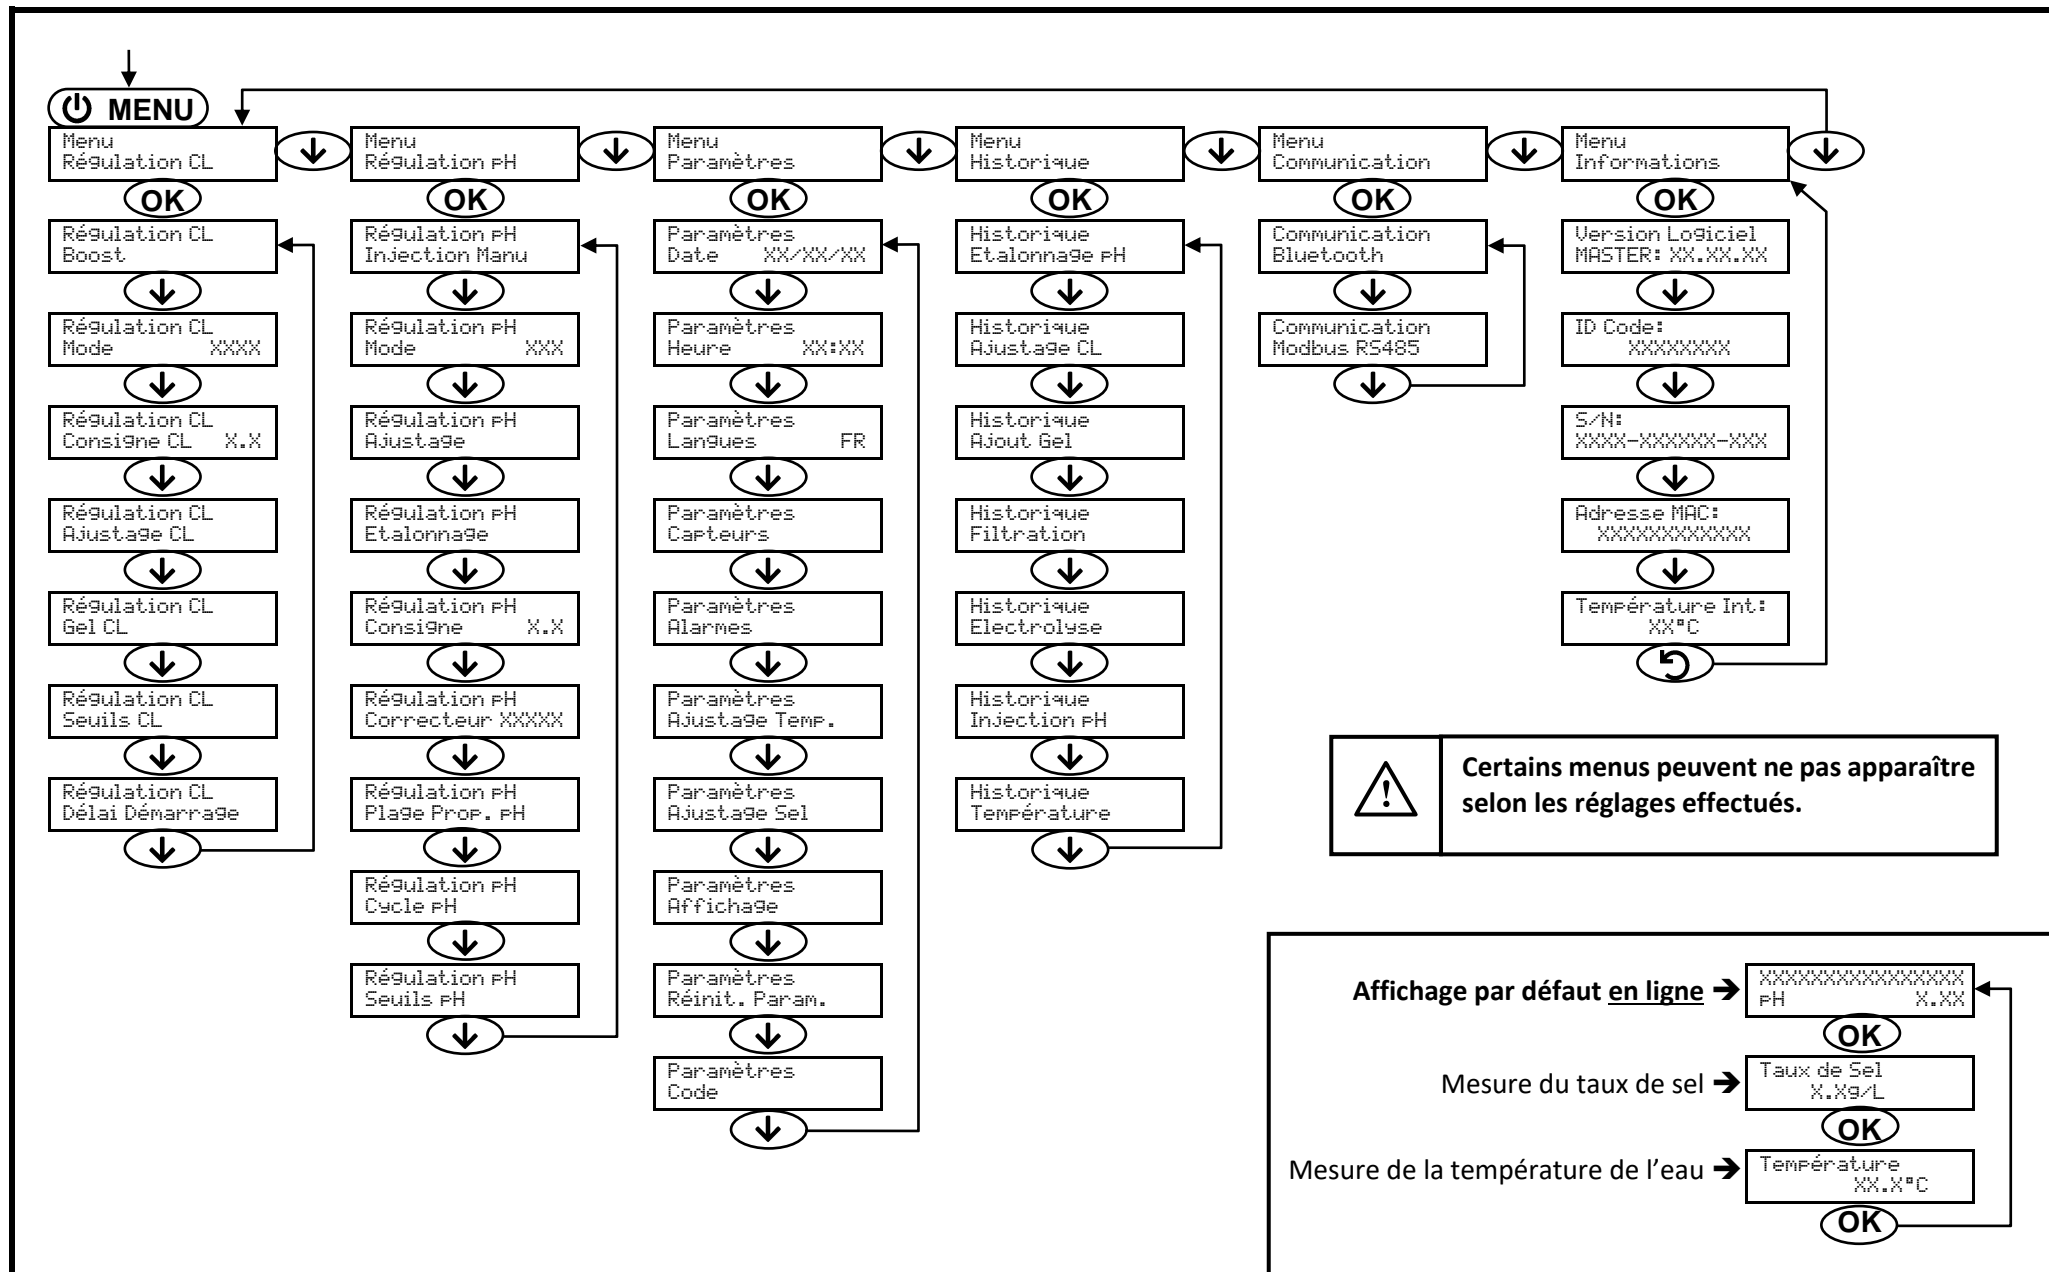 MENU
Menu
Régulation CL
OK
Régulation CL
Boost
Régulation CL
Mode XXXX
Régulation CL
Consigne CL X.X
Régulation CL
Ajustage CL
Régulation CL
Gel CL
Régulation CL
Seuils CL
Régulation CL
Délai Démarrage
Menu
Régulation pH
OK
Régulation pH
Injection Manu
Régulation pH
Mode XXX
Régulation pH
Ajustage
Régulation pH
Etalonnage
Régulation pH
Consigne X.X
Régulation pH
Correcteur XXXXX
Régulation pH
Plage Prop. pH
Régulation pH
Cycle pH
Régulation pH
Seuils pH
Menu
Paramètres
OK
Paramètres
Date XX/XX/XX
Paramètres
Heure XX:XX
Paramètres
Langues FR
Paramètres
Capteurs
Paramètres
Alarmes
Paramètres
Ajustage Temp.
Paramètres
Ajustage Sel
Paramètres
Affichage
Paramètres
Réinit. Param.
Paramètres
Code
Menu
Historique
OK
Historique
Etalonnage pH
Historique
Ajustage CL
Historique
Ajout Gel
Historique
Filtration
Historique
Electrolyse
Historique
Injection pH
Historique
Température
Menu
Communication
OK
Communication
Bluetooth
Communication
Modbus RS485
Menu
Informations
OK
Version Logiciel
MASTER: XX.XX.XX
ID Code:
XXXXXXXX
S/N:
XXXX-XXXXXX-XXX
Adresse MAC:
XXXXXXXXXXXX
Température Int:
XX°C
Certains menus peuvent ne pas apparaître
selon les réglages effectués.
Affichage par défaut en ligne ➔
XXXXXXXXXXXXXXXX
pH X.XX
OK
Mesure du taux de sel ➔
Taux de Sel
X.Xg/L
OK
Mesure de la température de l’eau ➔
Température
XX.X°C
OK